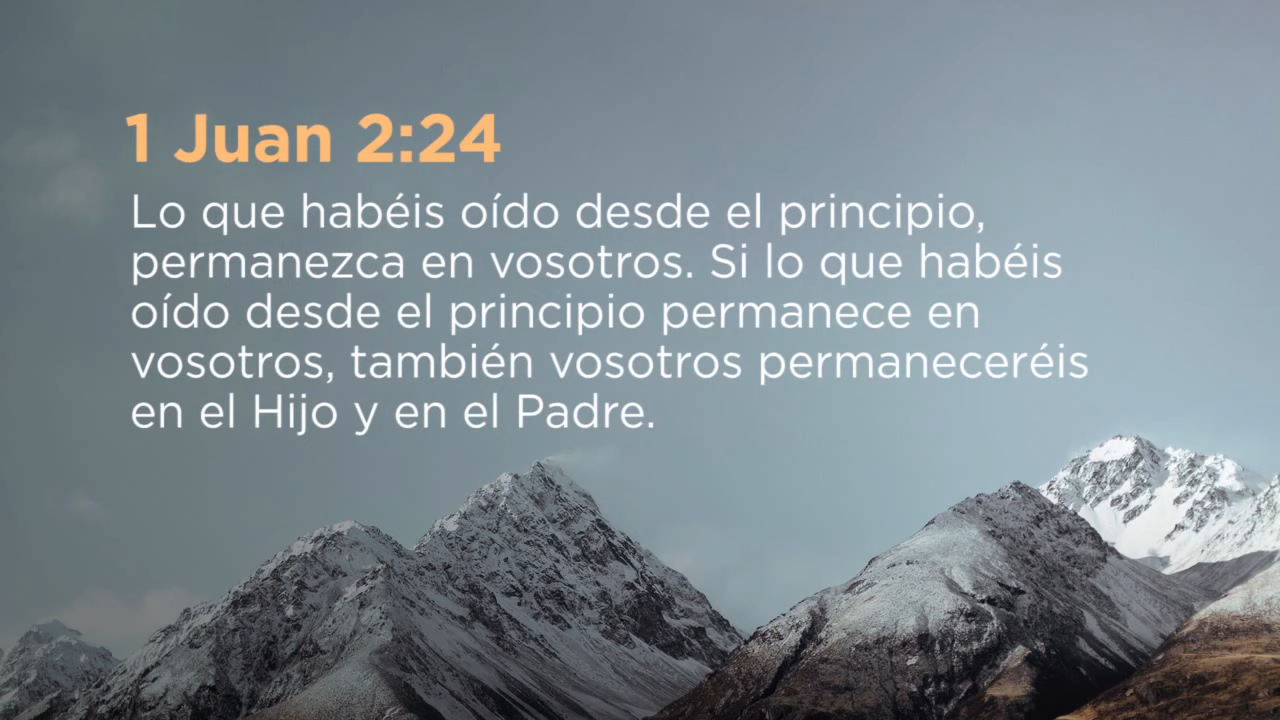 1 Juan 2:24
Lo que habéis oído desde el principio,
permanezca en vosotros. Si lo que habéis
oído desde el principio permanece en
vosotros, también vosotros permaneceréis
en el Hijo y en el Padre.